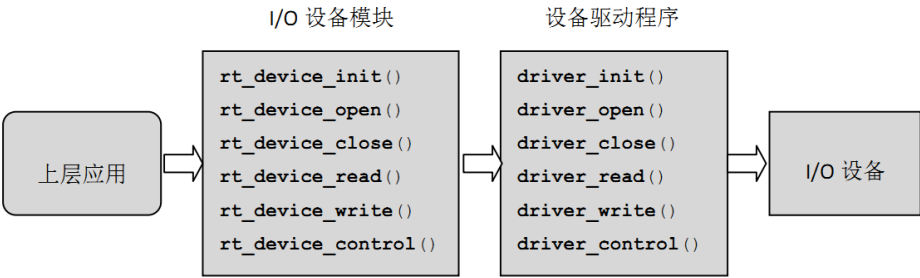 I/O 设备模块
设备驱动程序
上层应用
rt_device_init()
rt_device_open()
rt_device_close()
rt_device_read()
rt_device_write()
rt_device_control()
driver_init()
driver_open()
driver_close()
driver_read()
driver_write()
driver_control()
I/O 设备